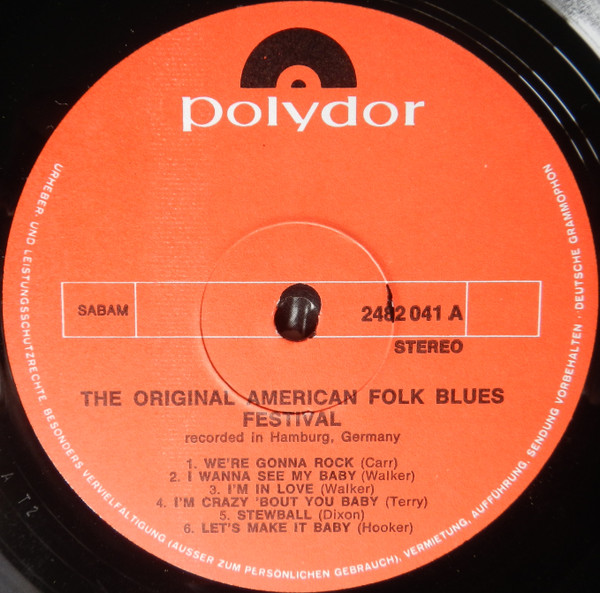 polydor
SABAM
2482 041 A
STEREO
THE ORIGINAL AMERICAN FOLK BLUES
FESTIVAL
recorded in Hamburg, Germany
1. WE'RE GONNA ROCK (Carr)
2. I WANNA SEE MY BABY (Walker)
3. I'M IN LOVE (Walker)
4. I'M CRAZY 'BOUT YOU BABY (Terry)
5. STEWBALL (Dixon)
6. LET'S MAKE IT BABY (Hooker)
URHEBER- UND LEISTUNGSSCHUTZRECHTE, BESONDERS VERVIELFÄLTIGUNG (AUSSER ZUM PERSÖNLICHEN GEBRAUCH), VERMIETUNG, AUFFÜHRUNG, SENDUNG VORBEHALTEN · DEUTSCHE GRAMMOPHON
A T2